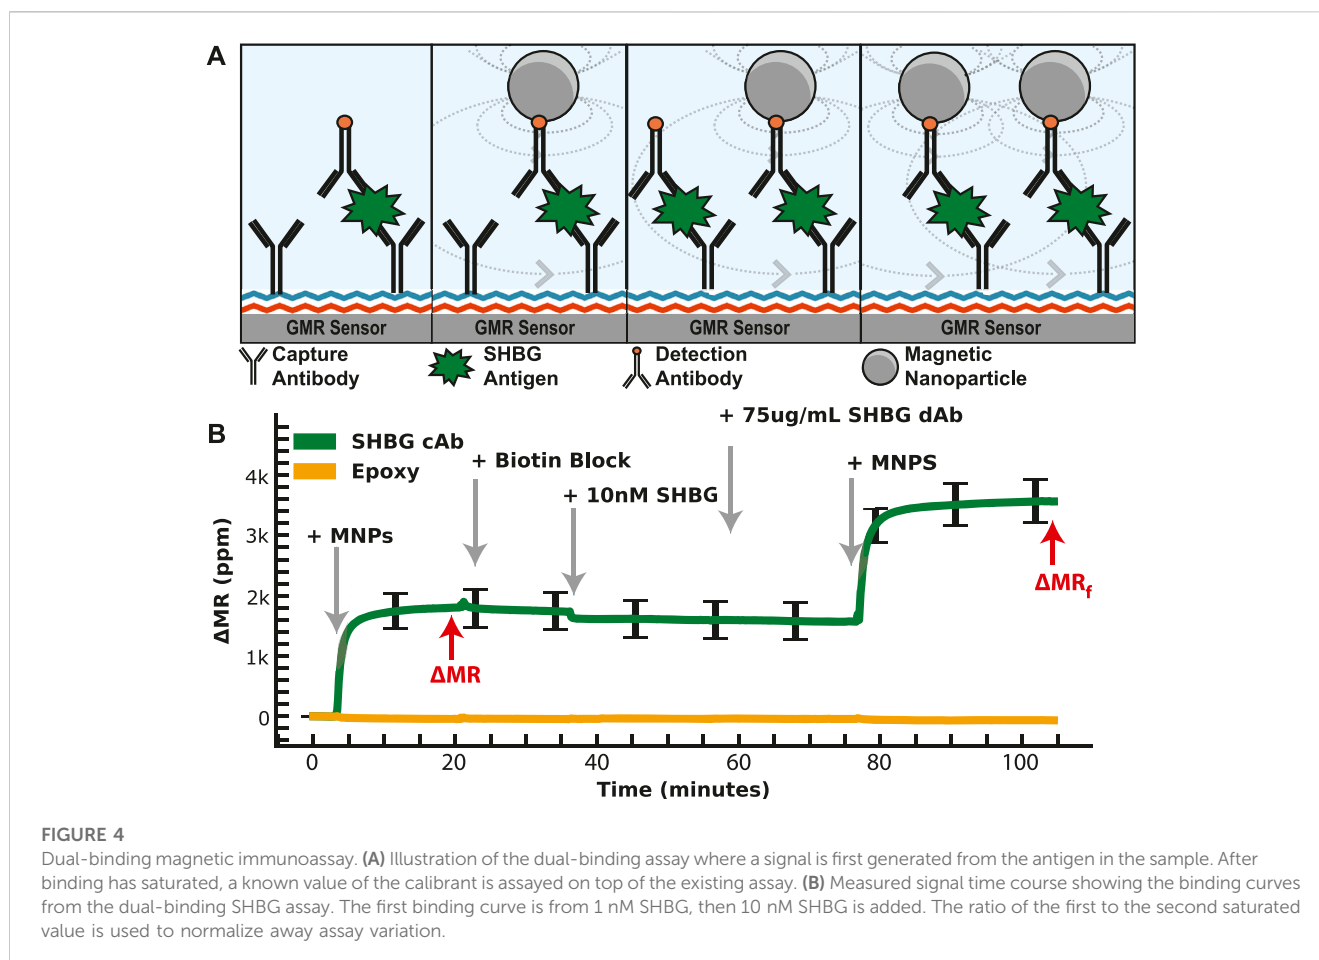 A
GMR Sensor
GMR Sensor
GMR Sensor
GMR Sensor
Capture
Antibody
SHBG
Antigen
Detection
Antibody
Magnetic
Nanoparticle
B
SHBG cAb
Epoxy
+ MNPs
+ Biotin Block
+ 10nM SHBG
+ 75ug/mL SHBG dAb
+ MNPS
ΔMR
ΔMRf
ΔMR (ppm)
4k
3k
2k
1k
0
0 20 40 60 80 100
Time (minutes)
FIGURE 4
Dual-binding magnetic immunoassay. (A) Illustration of the dual-binding assay where a signal is first generated from the antigen in the sample. After
binding has saturated, a known value of the calibrant is assayed on top of the existing assay. (B) Measured signal time course showing the binding curves
from the dual-binding SHBG assay. The first binding curve is from 1 nM SHBG, then 10 nM SHBG is added. The ratio of the first to the second saturated
value is used to normalize away assay variation.